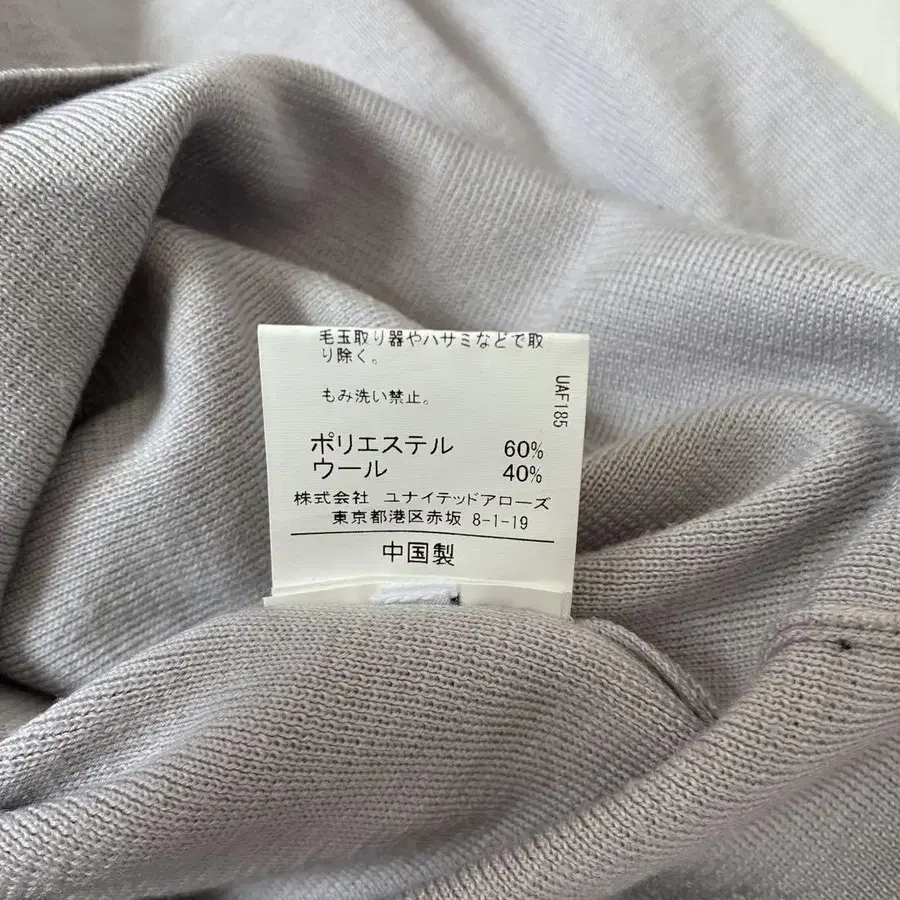 毛玉取り器やハサミなどで取
り除く。
もみ洗い禁止。
UAF185
ポリエステル 60%
ウール 40%
株式会社 ユナイテッドアローズ
東京都港区赤坂 8-1-19
中国製